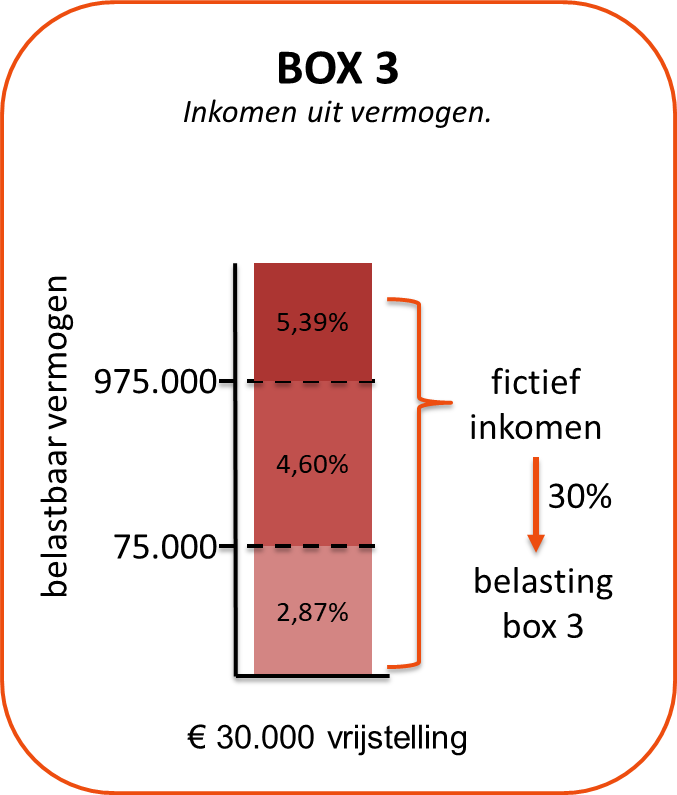 BOX 3
Inkomen uit vermogen.
belastbaar vermogen
5,39%
975.000
4,60%
75.000
2,87%
fictief
inkomen
30%
belasting
box 3
€ 30.000 vrijstelling